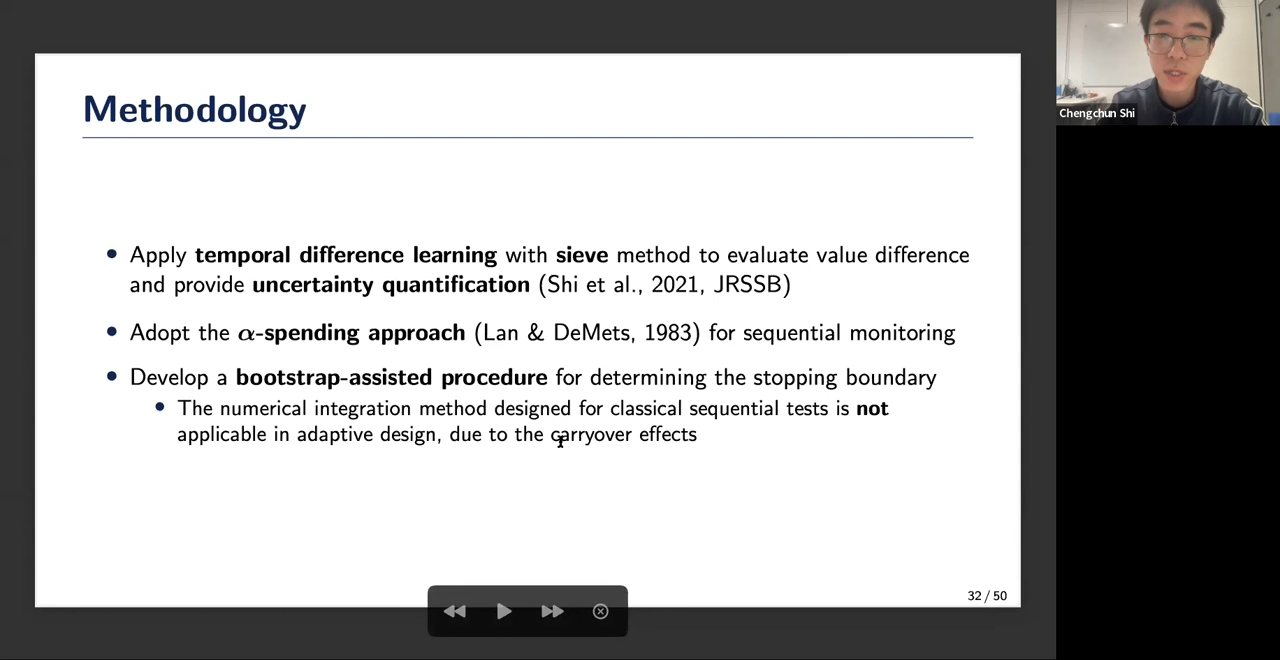 Methodology
• Apply temporal difference learning with sieve method to evaluate value difference
and provide uncertainty quantification (Shi et al., 2021, JRSSB)
• Adopt the α-spending approach (Lan & DeMets, 1983) for sequential monitoring
• Develop a bootstrap-assisted procedure for determining the stopping boundary
• The numerical integration method designed for classical sequential tests is not
applicable in adaptive design, due to the carryover effects
32 / 50
Chengchun Shi